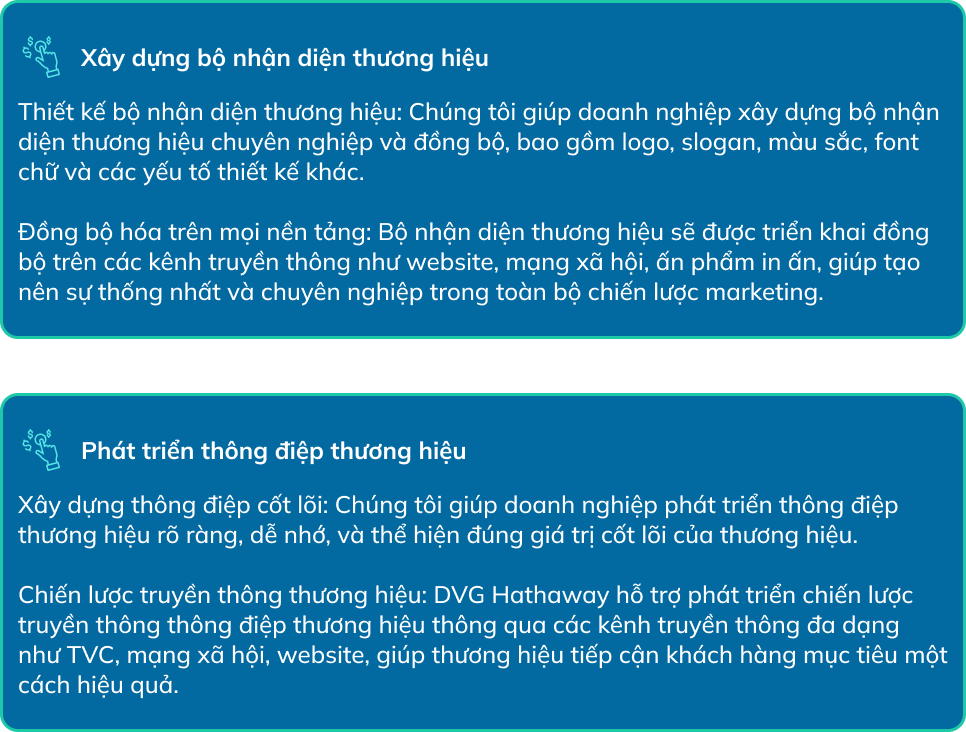 Xây dựng bộ nhận diện thương hiệu
Thiết kế bộ nhận diện thương hiệu: Chúng tôi giúp doanh nghiệp xây dựng bộ nhận
diện thương hiệu chuyên nghiệp và đồng bộ, bao gồm logo, slogan, màu sắc, font
chữ và các yếu tố thiết kế khác.
Đồng bộ hóa trên mọi nền tảng: Bộ nhận diện thương hiệu sẽ được triển khai đồng
bộ trên các kênh truyền thông như website, mạng xã hội, ấn phẩm in ấn, giúp tạo
nên sự thống nhất và chuyên nghiệp trong toàn bộ chiến lược marketing.
Phát triển thông điệp thương hiệu
Xây dựng thông điệp cốt lõi: Chúng tôi giúp doanh nghiệp phát triển thông điệp
thương hiệu rõ ràng, dễ nhớ, và thể hiện đúng giá trị cốt lõi của thương hiệu.
Chiến lược truyền thông thương hiệu: DVG Hathaway hỗ trợ phát triển chiến lược
truyền thông thông điệp thương hiệu thông qua các kênh truyền thông đa dạng
như TVC, mạng xã hội, website, giúp thương hiệu tiếp cận khách hàng mục tiêu một
cách hiệu quả.